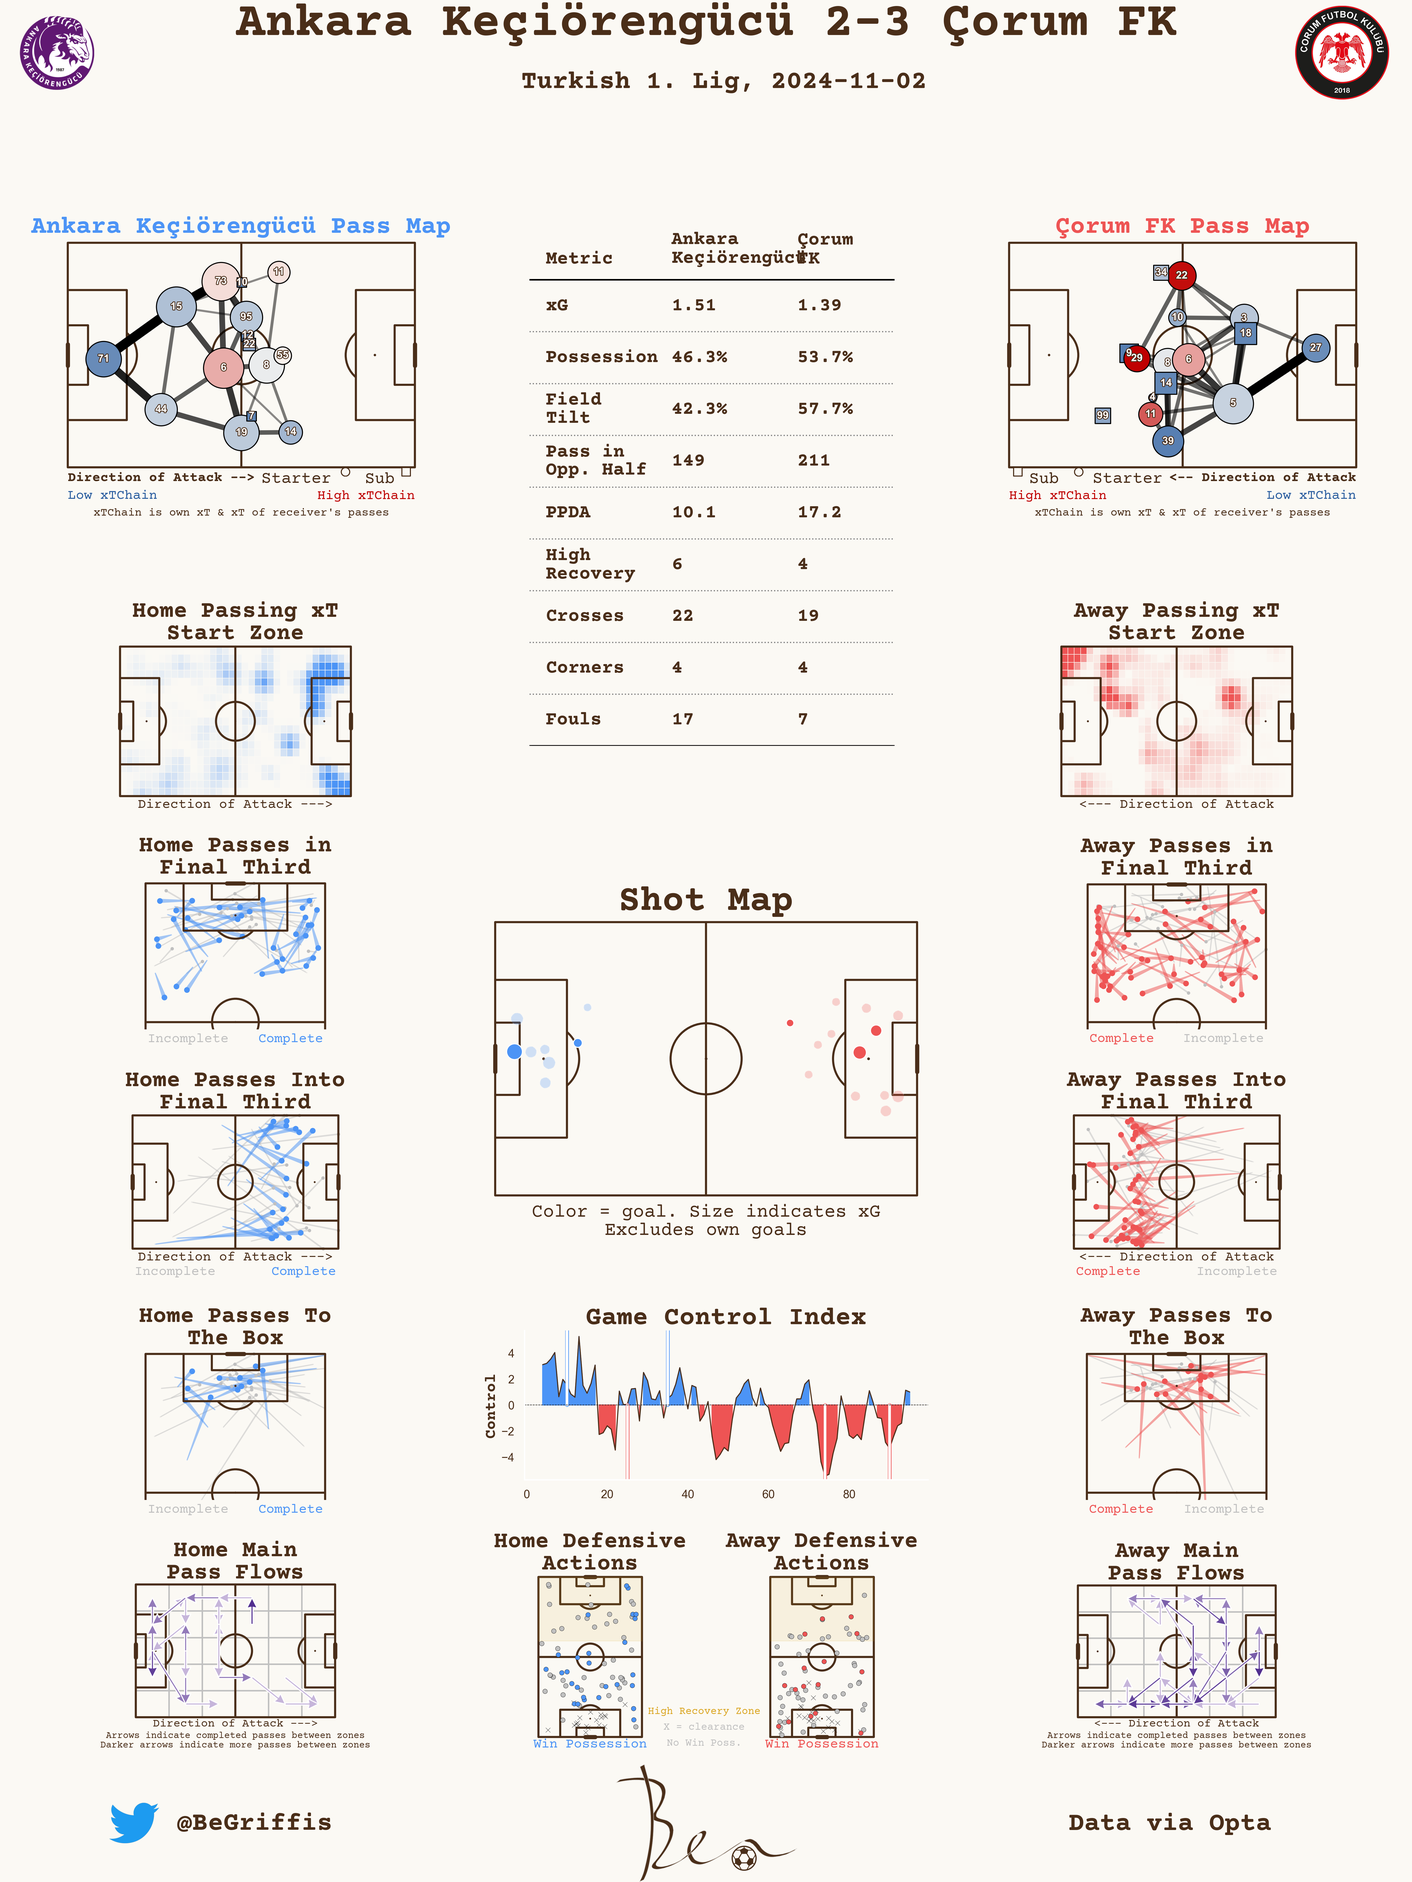 Ankara Keçiörengücü 2-3 Çorum FK
Turkish 1. Lig, 2024-11-02
ANKARA KEÇİÖRENGÜCÜ
1987
ÇORUM FUTBOL KULÜBÜ
2018
Ankara Keçiörengücü Pass Map
73
11
10
15
95
12
22
71
6
8
55
44
7
19
14
Direction of Attack --> Starter Sub
Low xTChain High xTChain
xTChain is own xT & xT of receiver's passes
Metric Ankara Keçiörengücü Çorum FK
xG 1.51 1.39
Possession 46.3% 53.7%
Field Tilt 42.3% 57.7%
Pass in Opp. Half 149 211
PPDA 10.1 17.2
High Recovery 6 4
Crosses 22 19
Corners 4 4
Fouls 17 7
Çorum FK Pass Map
34
22
10
3
18
9
29
8
6
27
14
4
11
99
5
39
Sub Starter <-- Direction of Attack
High xTChain Low xTChain
xTChain is own xT & xT of receiver's passes
Home Passing xT
Start Zone
Direction of Attack --->
Away Passing xT
Start Zone
<--- Direction of Attack
Home Passes in
Final Third
Incomplete Complete
Away Passes in
Final Third
Complete Incomplete
Shot Map
Color = goal. Size indicates xG
Excludes own goals
Home Passes Into
Final Third
Direction of Attack --->
Incomplete Complete
Away Passes Into
Final Third
<--- Direction of Attack
Complete Incomplete
Home Passes To
The Box
Incomplete Complete
Game Control Index
Control
4
2
0
−2
−4
0 20 40 60 80
Away Passes To
The Box
Complete Incomplete
Home Main
Pass Flows
Direction of Attack --->
Arrows indicate completed passes between zones
Darker arrows indicate more passes between zones
Home Defensive
Actions
Win Possession
Away Defensive
Actions
Win Possession
High Recovery Zone
X = clearance
No Win Poss.
Away Main
Pass Flows
<--- Direction of Attack
Arrows indicate completed passes between zones
Darker arrows indicate more passes between zones
@BeGriffis
Ben
Data via Opta